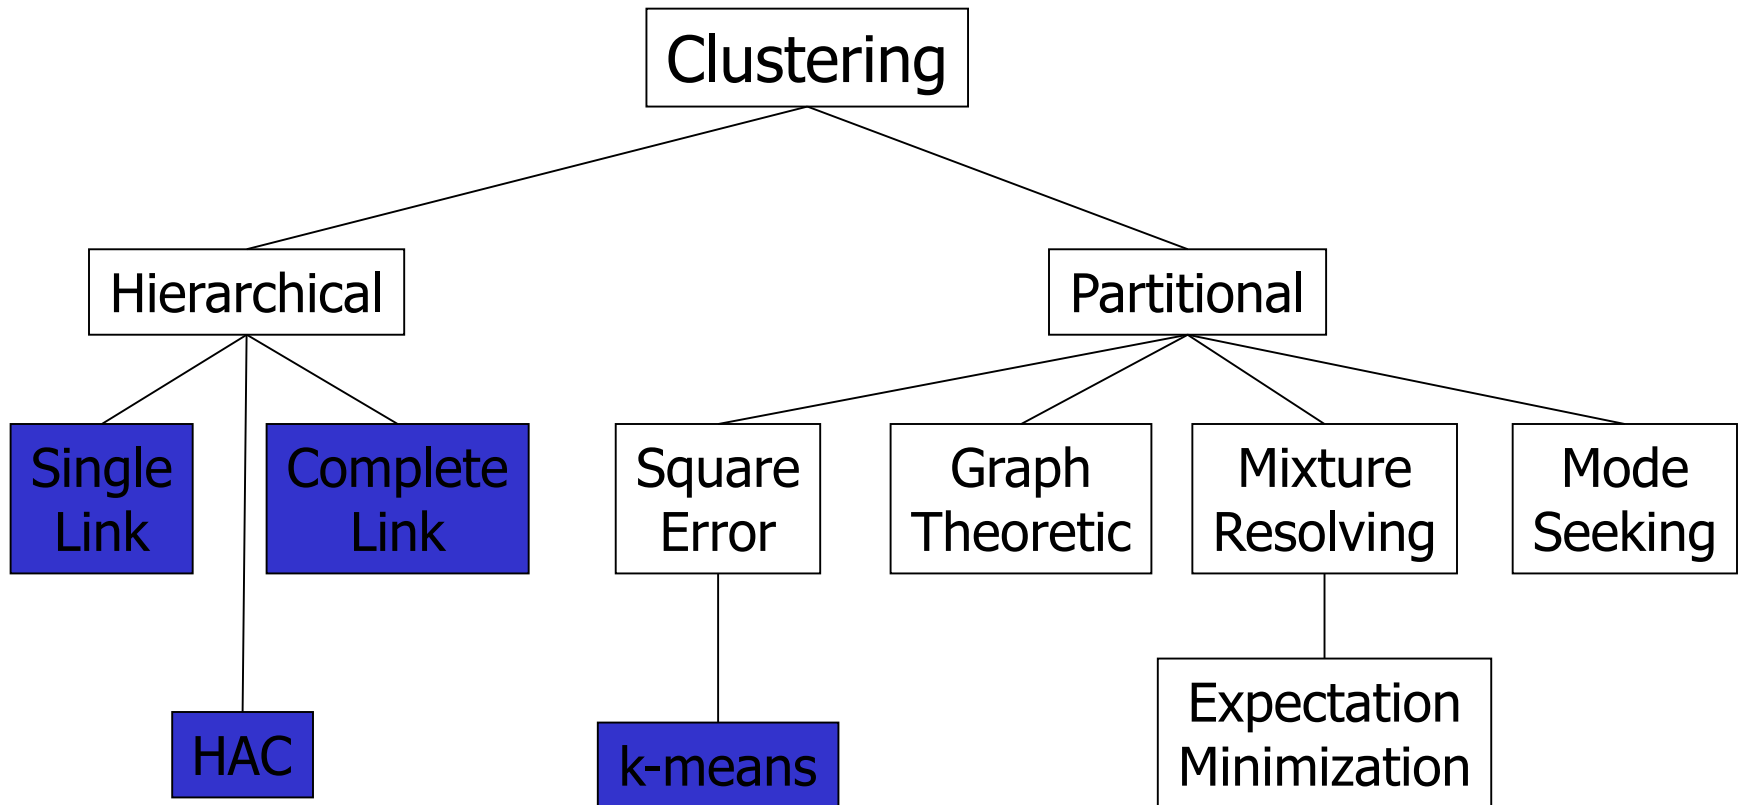 Clustering
Hierarchical
Partitional
Single
Link
Complete
Link
Square
Error
Graph
Theoretic
Mixture
Resolving
Mode
Seeking
HAC
k-means
Expectation
Minimization